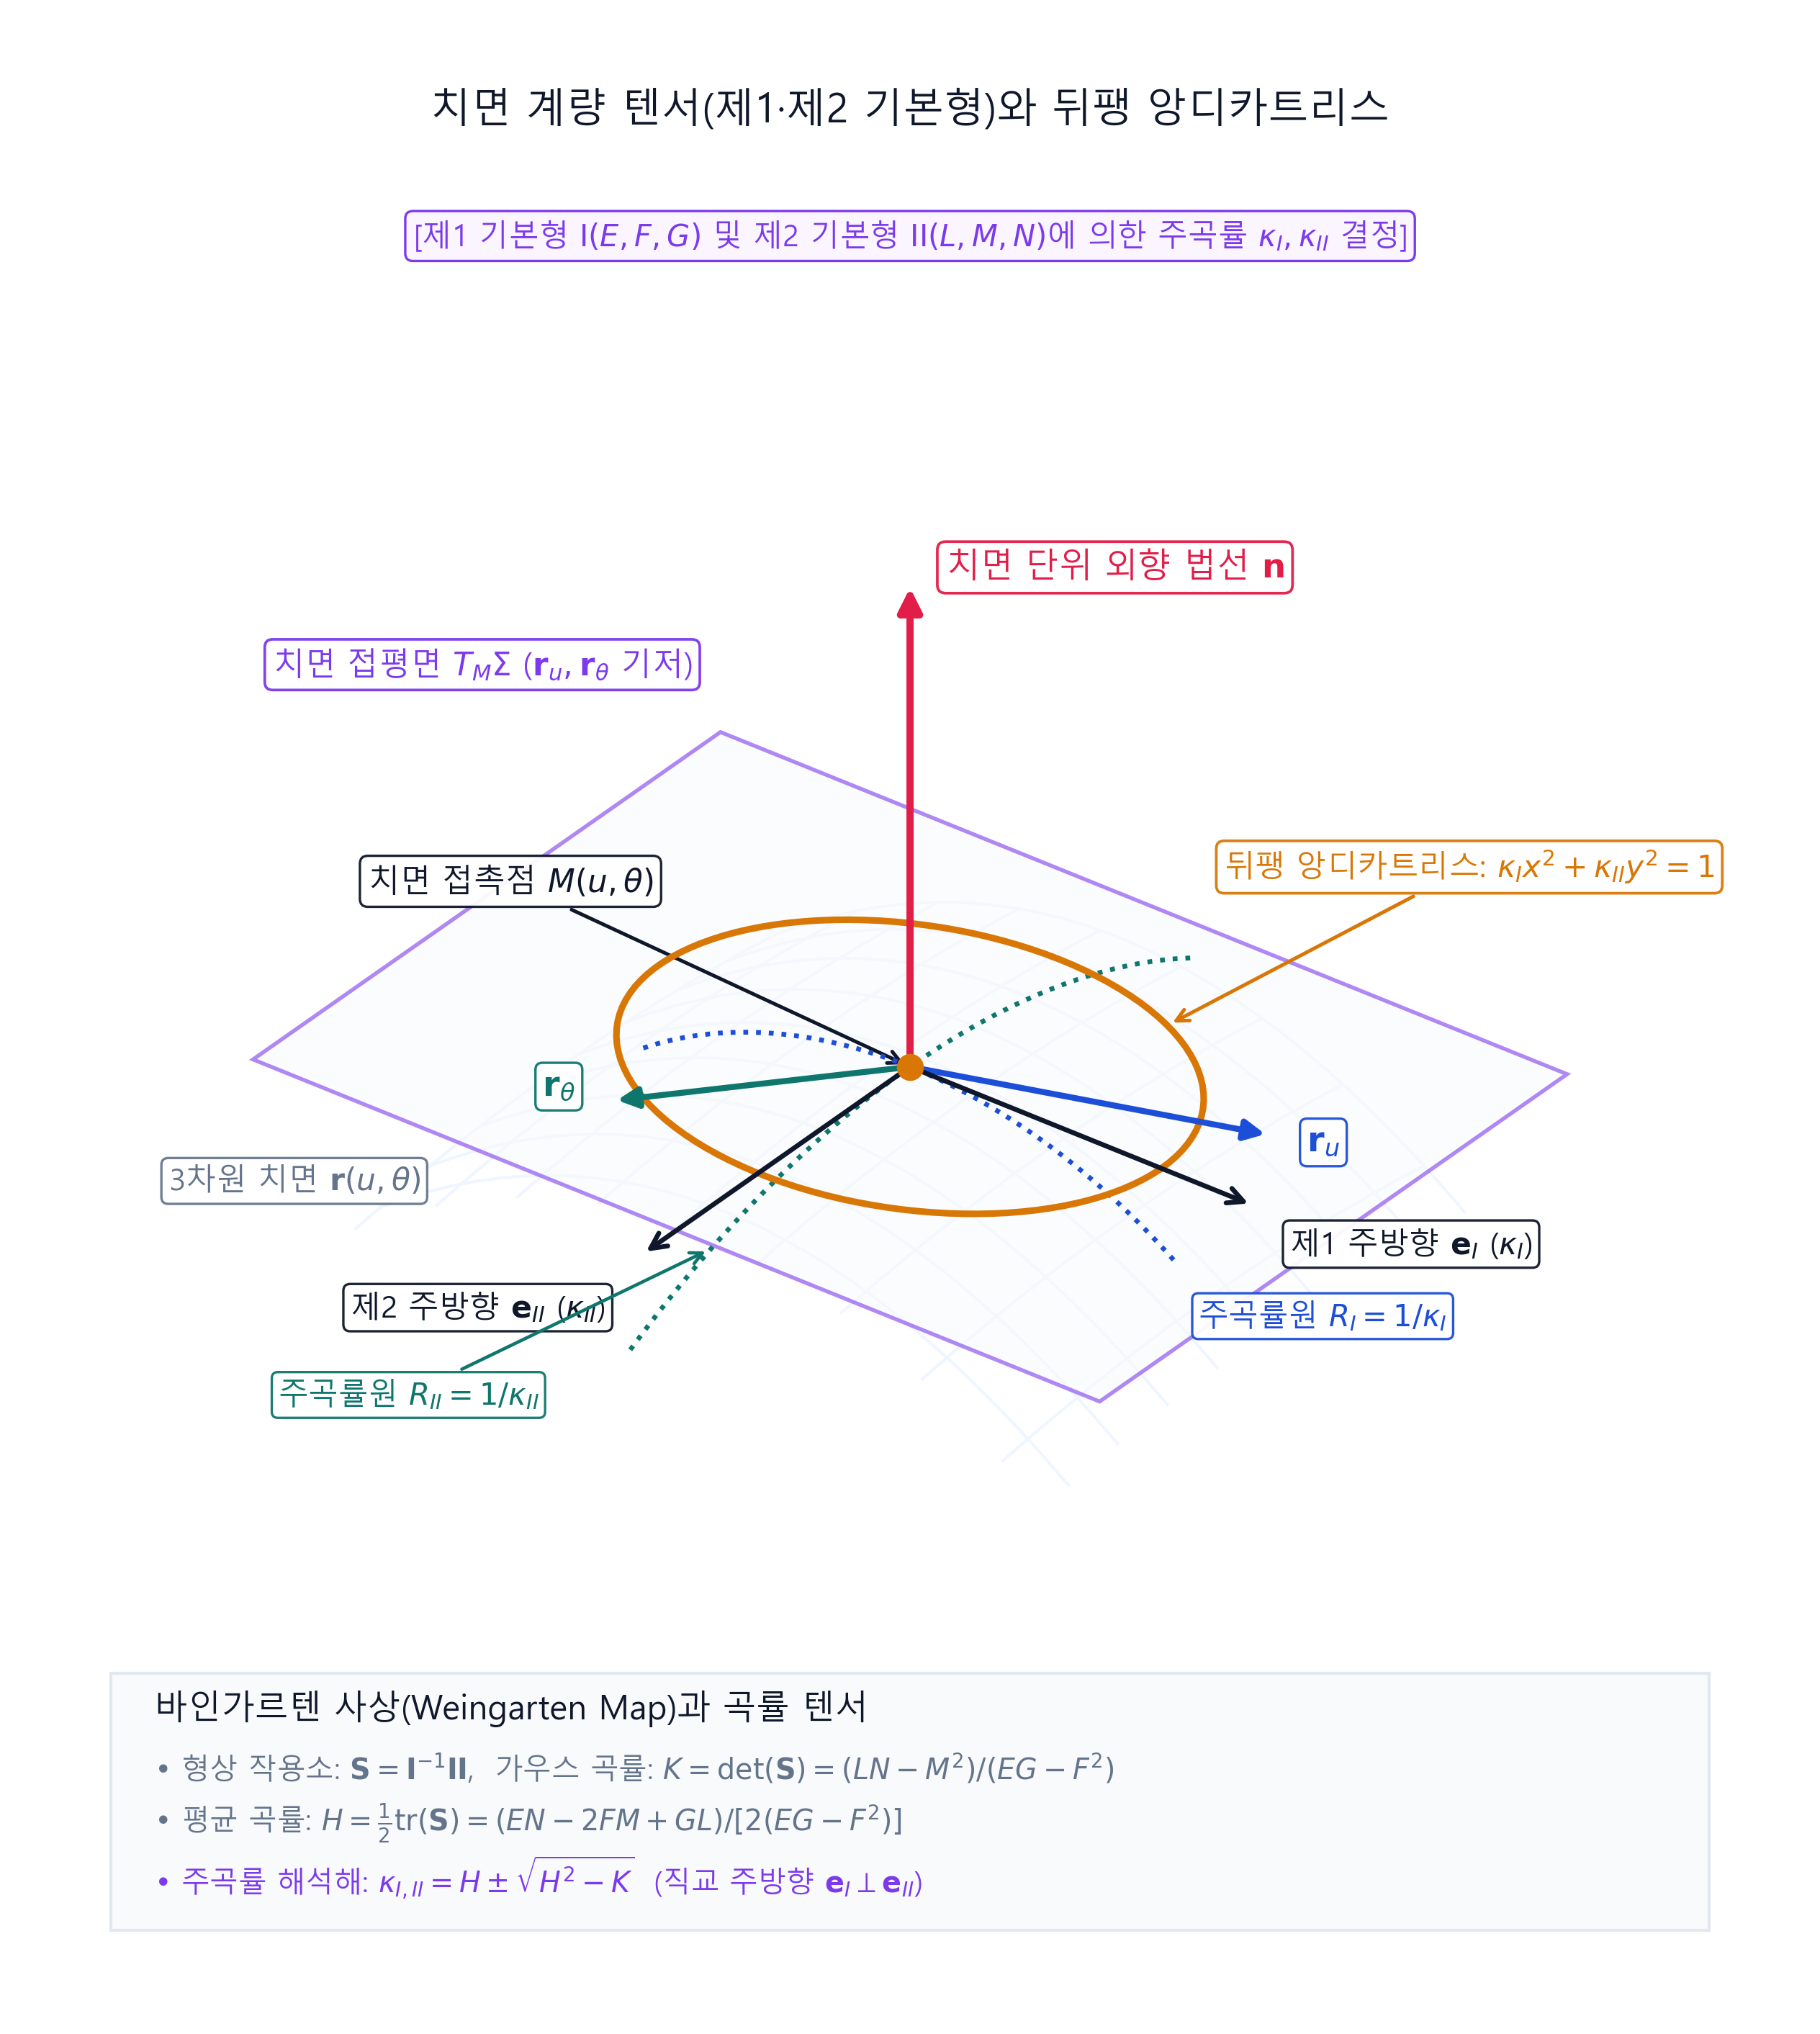 치면 계량 텐서(제1·제2 기본형)와 뒤팽 앙디카트리스
[제1 기본형 I(E, F, G) 및 제2 기본형 II(L, M, N)에 의한 주곡률 κ_I, κ_II 결정]
치면 단위 외향 법선 n
치면 접평면 T_MΣ (r_u, r_θ 기저)
치면 접촉점 M(u, θ)
뒤팽 앙디카트리스: κ_I x² + κ_II y² = 1
r_θ
r_u
3차원 치면 r(u, θ)
제1 주방향 e_I (κ_I)
제2 주방향 e_II (κ_II)
주곡률원 R_I = 1/κ_I
주곡률원 R_II = 1/κ_II
바인가르텐 사상(Weingarten Map)과 곡률 텐서
• 형상 작용소: S = I⁻¹II, 가우스 곡률: K = det(S) = (LN − M²)/(EG − F²)
• 평균 곡률: H = ½tr(S) = (EN − 2FM + GL)/[2(EG − F²)]
• 주곡률 해석해: κ_{I, II} = H ± √(H² − K) (직교 주방향 e_I ⊥ e_II)